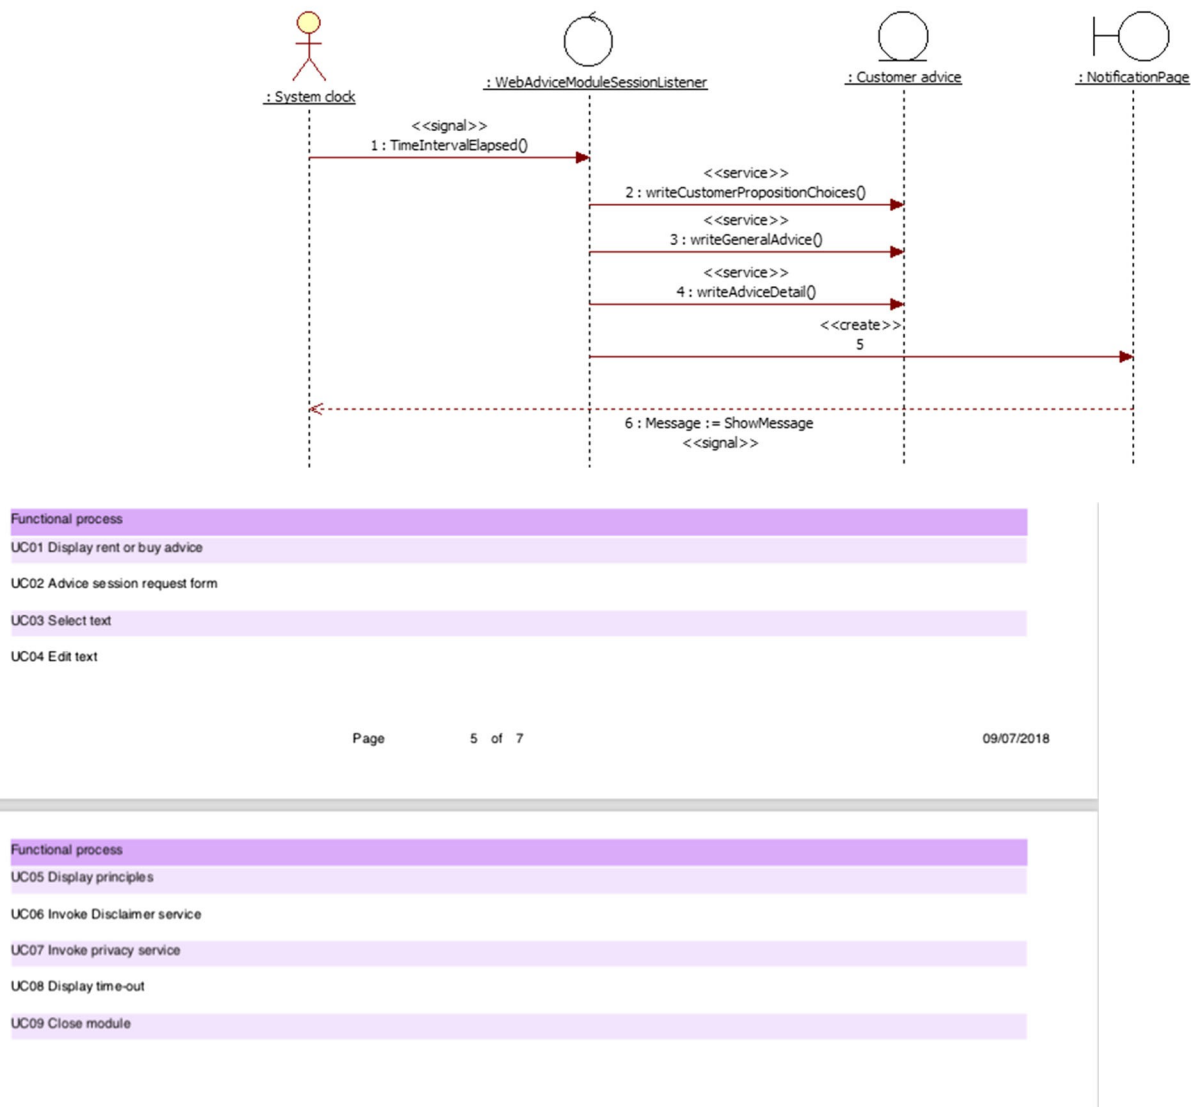 : System clock
: WebAdviceModuleSessionListener
: Customer advice
: NotificationPage
<<signal>>
1 : TimeIntervalElapsed()
<<service>>
2 : writeCustomerPropositionChoices()
<<service>>
3 : writeGeneralAdvice()
<<service>>
4 : writeAdviceDetail()
<<create>>
5
6 : Message := ShowMessage
<<signal>>
Functional process
UC01 Display rent or buy advice
UC02 Advice session request form
UC03 Select text
UC04 Edit text
Page 5 of 7 09/07/2018
Functional process
UC05 Display principles
UC06 Invoke Disclaimer service
UC07 Invoke privacy service
UC08 Display time-out
UC09 Close module